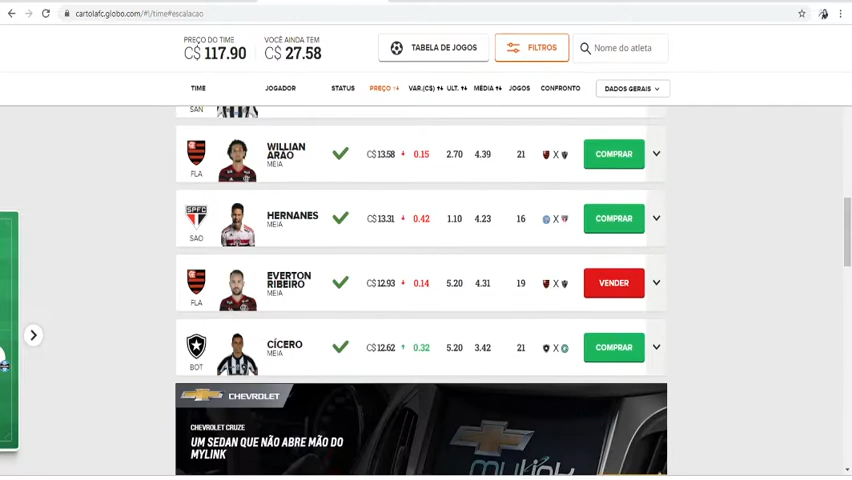 cartolafc.globo.com/#!/time#escalacao
PREÇO DO TIME
C$ 117.90
VOCÊ AINDA TEM
C$ 27.58
TABELA DE JOGOS
FILTROS
Nome do atleta
TIME JOGADOR STATUS PREÇO VAR.(C$) ULT. MÉDIA JOGOS CONFRONTO DADOS GERAIS
SAN
FLA
WILLIAN ARÃO
MEIA
C$ 13.58 0.15 2.70 4.39 21 X COMPRAR
SPFC
SAO
HERNANES
MEIA
C$ 13.31 0.42 1.10 4.23 16 X COMPRAR
FLA
EVERTON RIBEIRO
MEIA
C$ 12.93 0.14 5.20 4.31 19 X VENDER
BOT
CÍCERO
MEIA
C$ 12.62 0.32 5.20 3.42 21 X COMPRAR
CHEVROLET
CHEVROLET CRUZE
UM SEDAN QUE NÃO ABRE MÃO DO
MYLINK
myLink